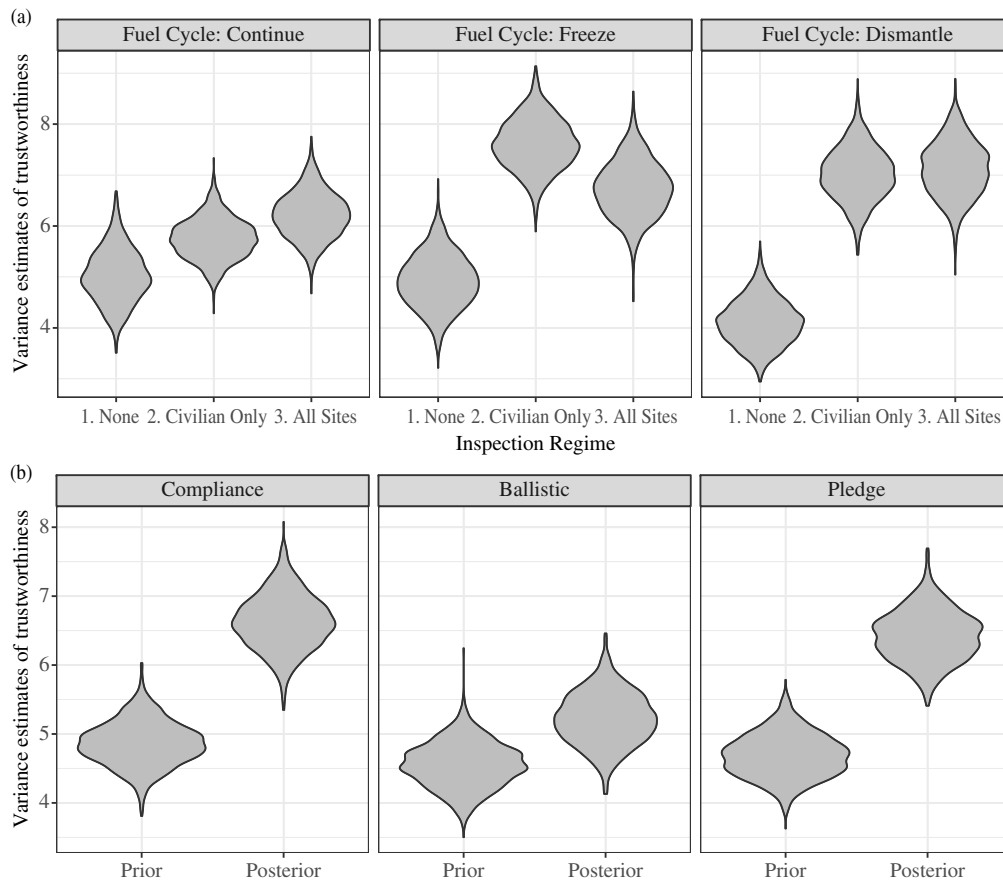 (a)
Fuel Cycle: Continue Fuel Cycle: Freeze Fuel Cycle: Dismantle
Variance estimates of trustworthiness
8
6
4
1. None 2. Civilian Only 3. All Sites 1. None 2. Civilian Only 3. All Sites 1. None 2. Civilian Only 3. All Sites
Inspection Regime
(b)
Compliance Ballistic Pledge
Variance estimates of trustworthiness
8
7
6
5
4
Prior Posterior Prior Posterior Prior Posterior